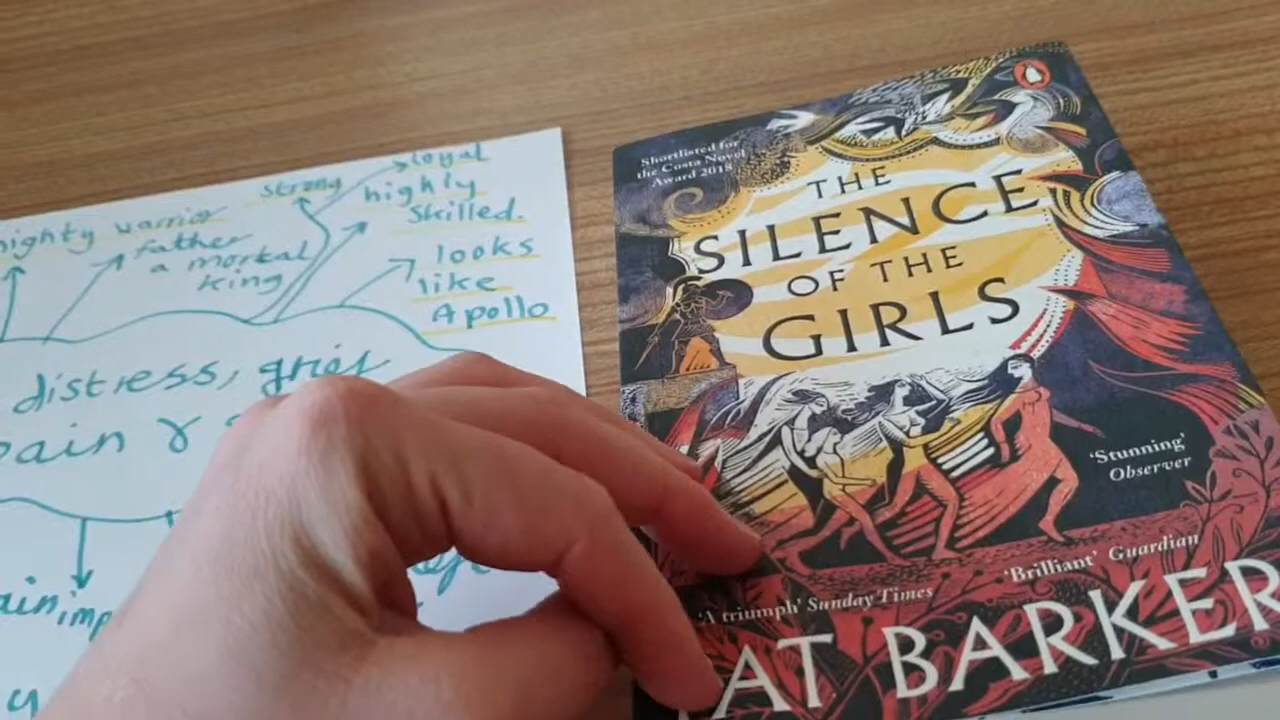 loyal
strong
highly
skilled.
mighty warrior
father
a mortal
king
looks
like
Apollo
distress, grief
pain &
Shortlisted for
the Costa Novel
Award 2018
THE
SILENCE
OF THE
GIRLS
'Stunning'
Observer
'Brilliant' Guardian
'A triumph' Sunday Times
AT BARKER